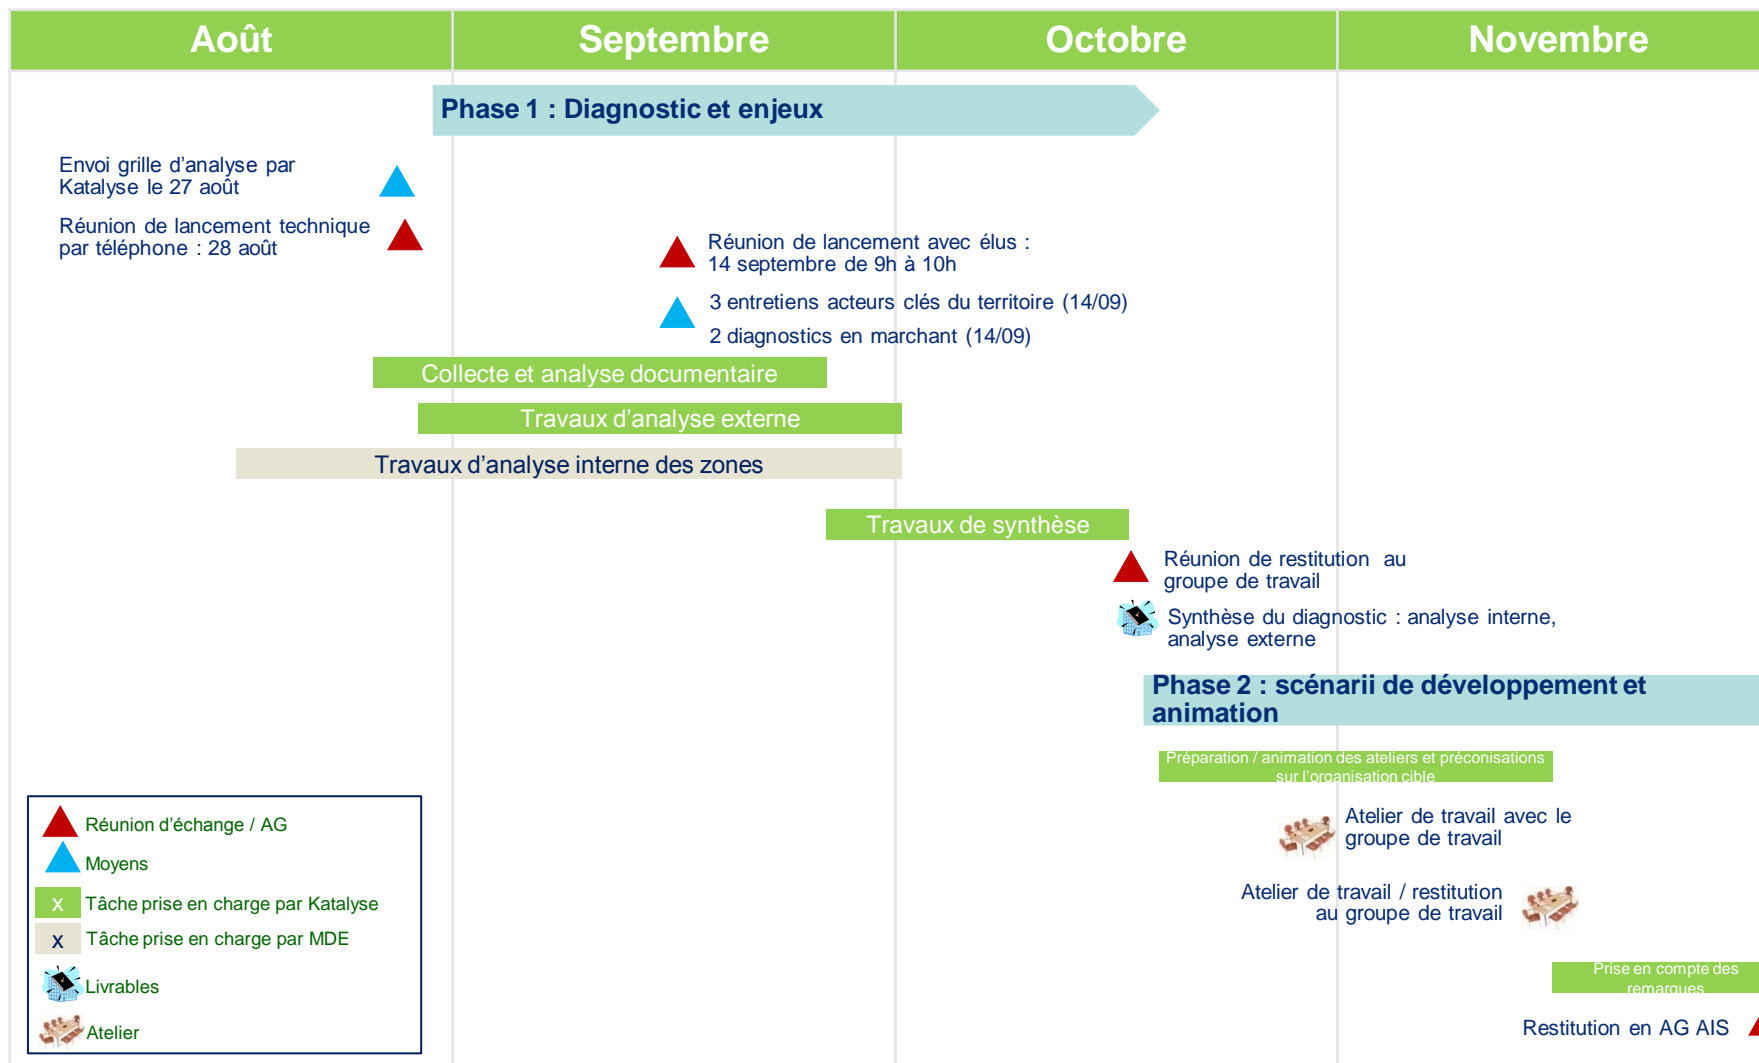 Août
Septembre
Octobre
Novembre
Phase 1 : Diagnostic et enjeux
Envoi grille d'analyse par
Katalyse le 27 août
Réunion de lancement technique
par téléphone : 28 août
Réunion de lancement avec élus :
14 septembre de 9h à 10h
3 entretiens acteurs clés du territoire (14/09)
2 diagnostics en marchant (14/09)
Collecte et analyse documentaire
Travaux d'analyse externe
Travaux d'analyse interne des zones
Travaux de synthèse
Réunion de restitution au
groupe de travail
Synthèse du diagnostic : analyse interne,
analyse externe
Phase 2 : scénarii de développement et
animation
Préparation / animation des ateliers et préconisations
sur l'organisation cible
Atelier de travail avec le
groupe de travail
Atelier de travail / restitution
au groupe de travail
Prise en compte des
remarques
Restitution en AG AIS
Réunion d'échange / AG
Moyens
x Tâche prise en charge par Katalyse
x Tâche prise en charge par MDE
Livrables
Atelier